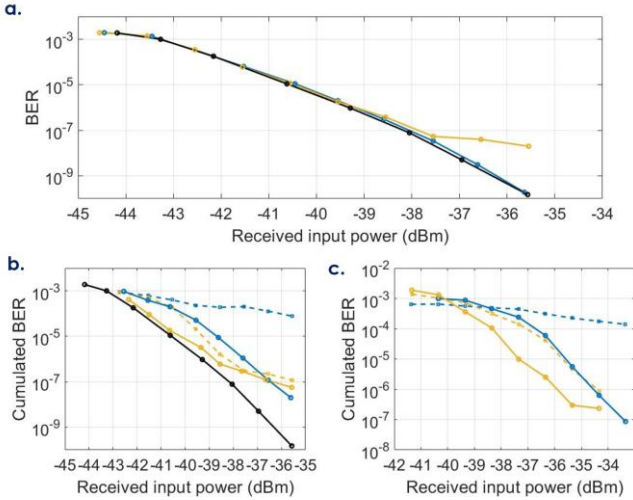 a.
10-3
10-5
10-7
10-9
BER
-45 -44 -43 -42 -41 -40 -39 -38 -37 -36 -35 -34
Received input power (dBm)
b.
10-3
10-5
10-7
10-9
Cumulated BER
-45 -44 -43 -42 -41 -40 -39 -38 -37 -36 -35
Received input power (dBm)
c.
10-2
10-3
10-4
10-5
10-6
10-7
10-8
Cumulated BER
-42 -41 -40 -39 -38 -37 -36 -35 -34
Received input power (dBm)